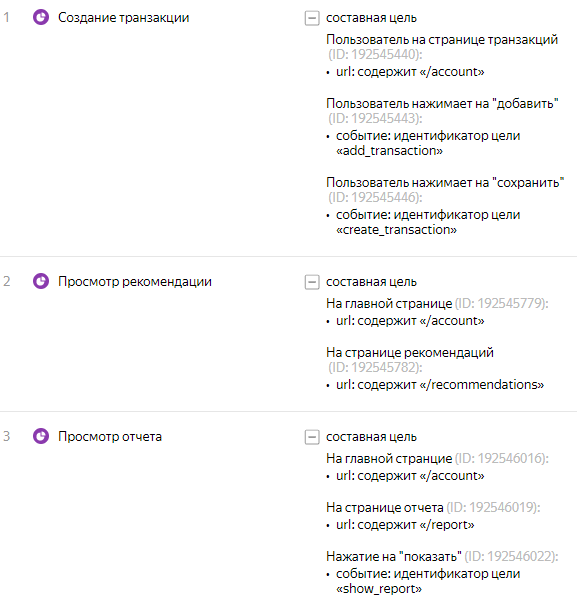 1 Создание транзакции составная цель
Пользователь на странице транзакций
(ID: 192545440):
• url: содержит «/account»
Пользователь нажимает на "добавить"
(ID: 192545443):
• событие: идентификатор цели
«add_transaction»
Пользователь нажимает на "сохранить"
(ID: 192545446):
• событие: идентификатор цели
«create_transaction»
2 Просмотр рекомендации составная цель
На главной странице (ID: 192545779):
• url: содержит «/account»
На странице рекомендаций
(ID: 192545782):
• url: содержит «/recommendations»
3 Просмотр отчета составная цель
На главной странцие (ID: 192546016):
• url: содержит «/account»
На странице отчета (ID: 192546019):
• url: содержит «/report»
Нажатие на "показать" (ID: 192546022):
• событие: идентификатор цели
«show_report»